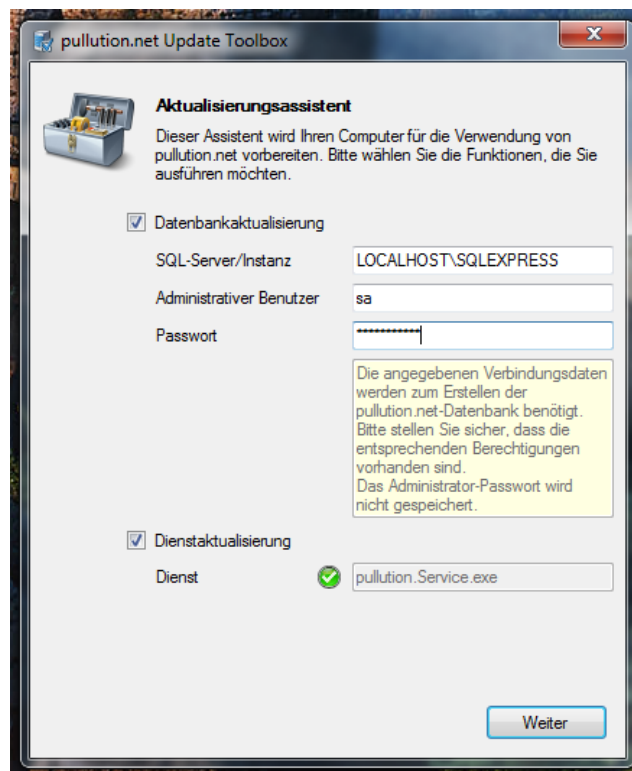 pullution.net Update Toolbox
Aktualisierungsassistent
Dieser Assistent wird Ihren Computer für die Verwendung von
pullution.net vorbereiten. Bitte wählen Sie die Funktionen, die Sie
ausführen möchten.
Datenbankaktualisierung
SQL-Server/Instanz LOCALHOST\SQLEXPRESS
Administrativer Benutzer sa
Passwort ***********
Die angegebenen Verbindungsdaten
werden zum Erstellen der
pullution.net-Datenbank benötigt.
Bitte stellen Sie sicher, dass die
entsprechenden Berechtigungen
vorhanden sind.
Das Administrator-Passwort wird
nicht gespeichert.
Dienstaktualisierung
Dienst pullution.Service.exe
Weiter